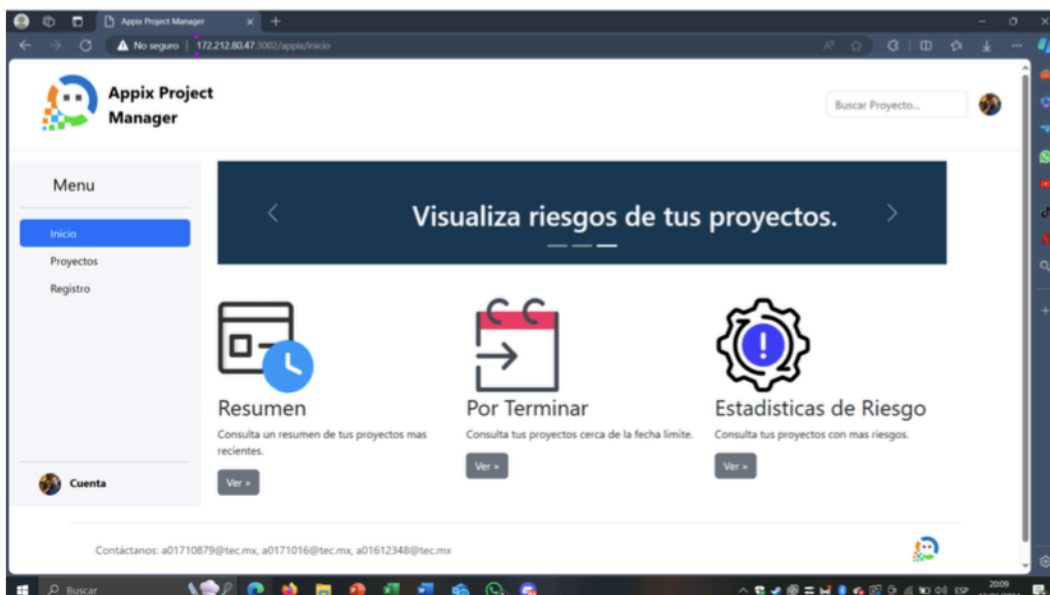 Appix Project Manager
No seguro
172.212.80.47:3002/appix/inicio
Appix Project
Manager
Buscar Proyecto...
Menu
Inicio
Proyectos
Registro
Cuenta
Visualiza riesgos de tus proyectos.
Resumen
Consulta un resumen de tus proyectos mas
recientes.
Ver »
Por Terminar
Consulta tus proyectos cerca de la fecha limite.
Ver »
Estadisticas de Riesgo
Consulta tus proyectos con mas riesgos.
Ver »
Contáctanos: a01710879@tec.mx, a0171016@tec.mx, a01612348@tec.mx
Buscar
ESP
20:09